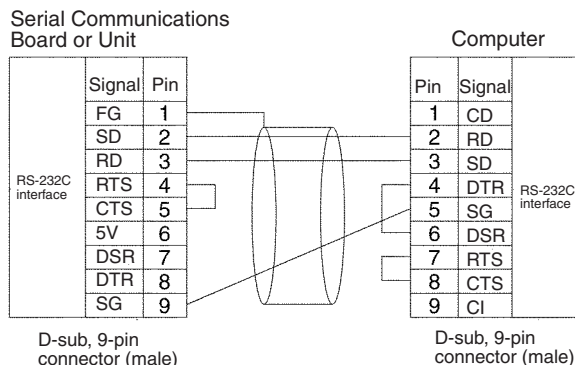 Serial Communications
Board or Unit
Computer
Signal Pin
FG 1
SD 2
RD 3
RTS 4
CTS 5
5V 6
DSR 7
DTR 8
SG 9
RS-232C
interface
D-sub, 9-pin
connector (male)
Pin Signal
1 CD
2 RD
3 SD
4 DTR
5 SG
6 DSR
7 RTS
8 CTS
9 CI
RS-232C
interface
D-sub, 9-pin
connector (male)